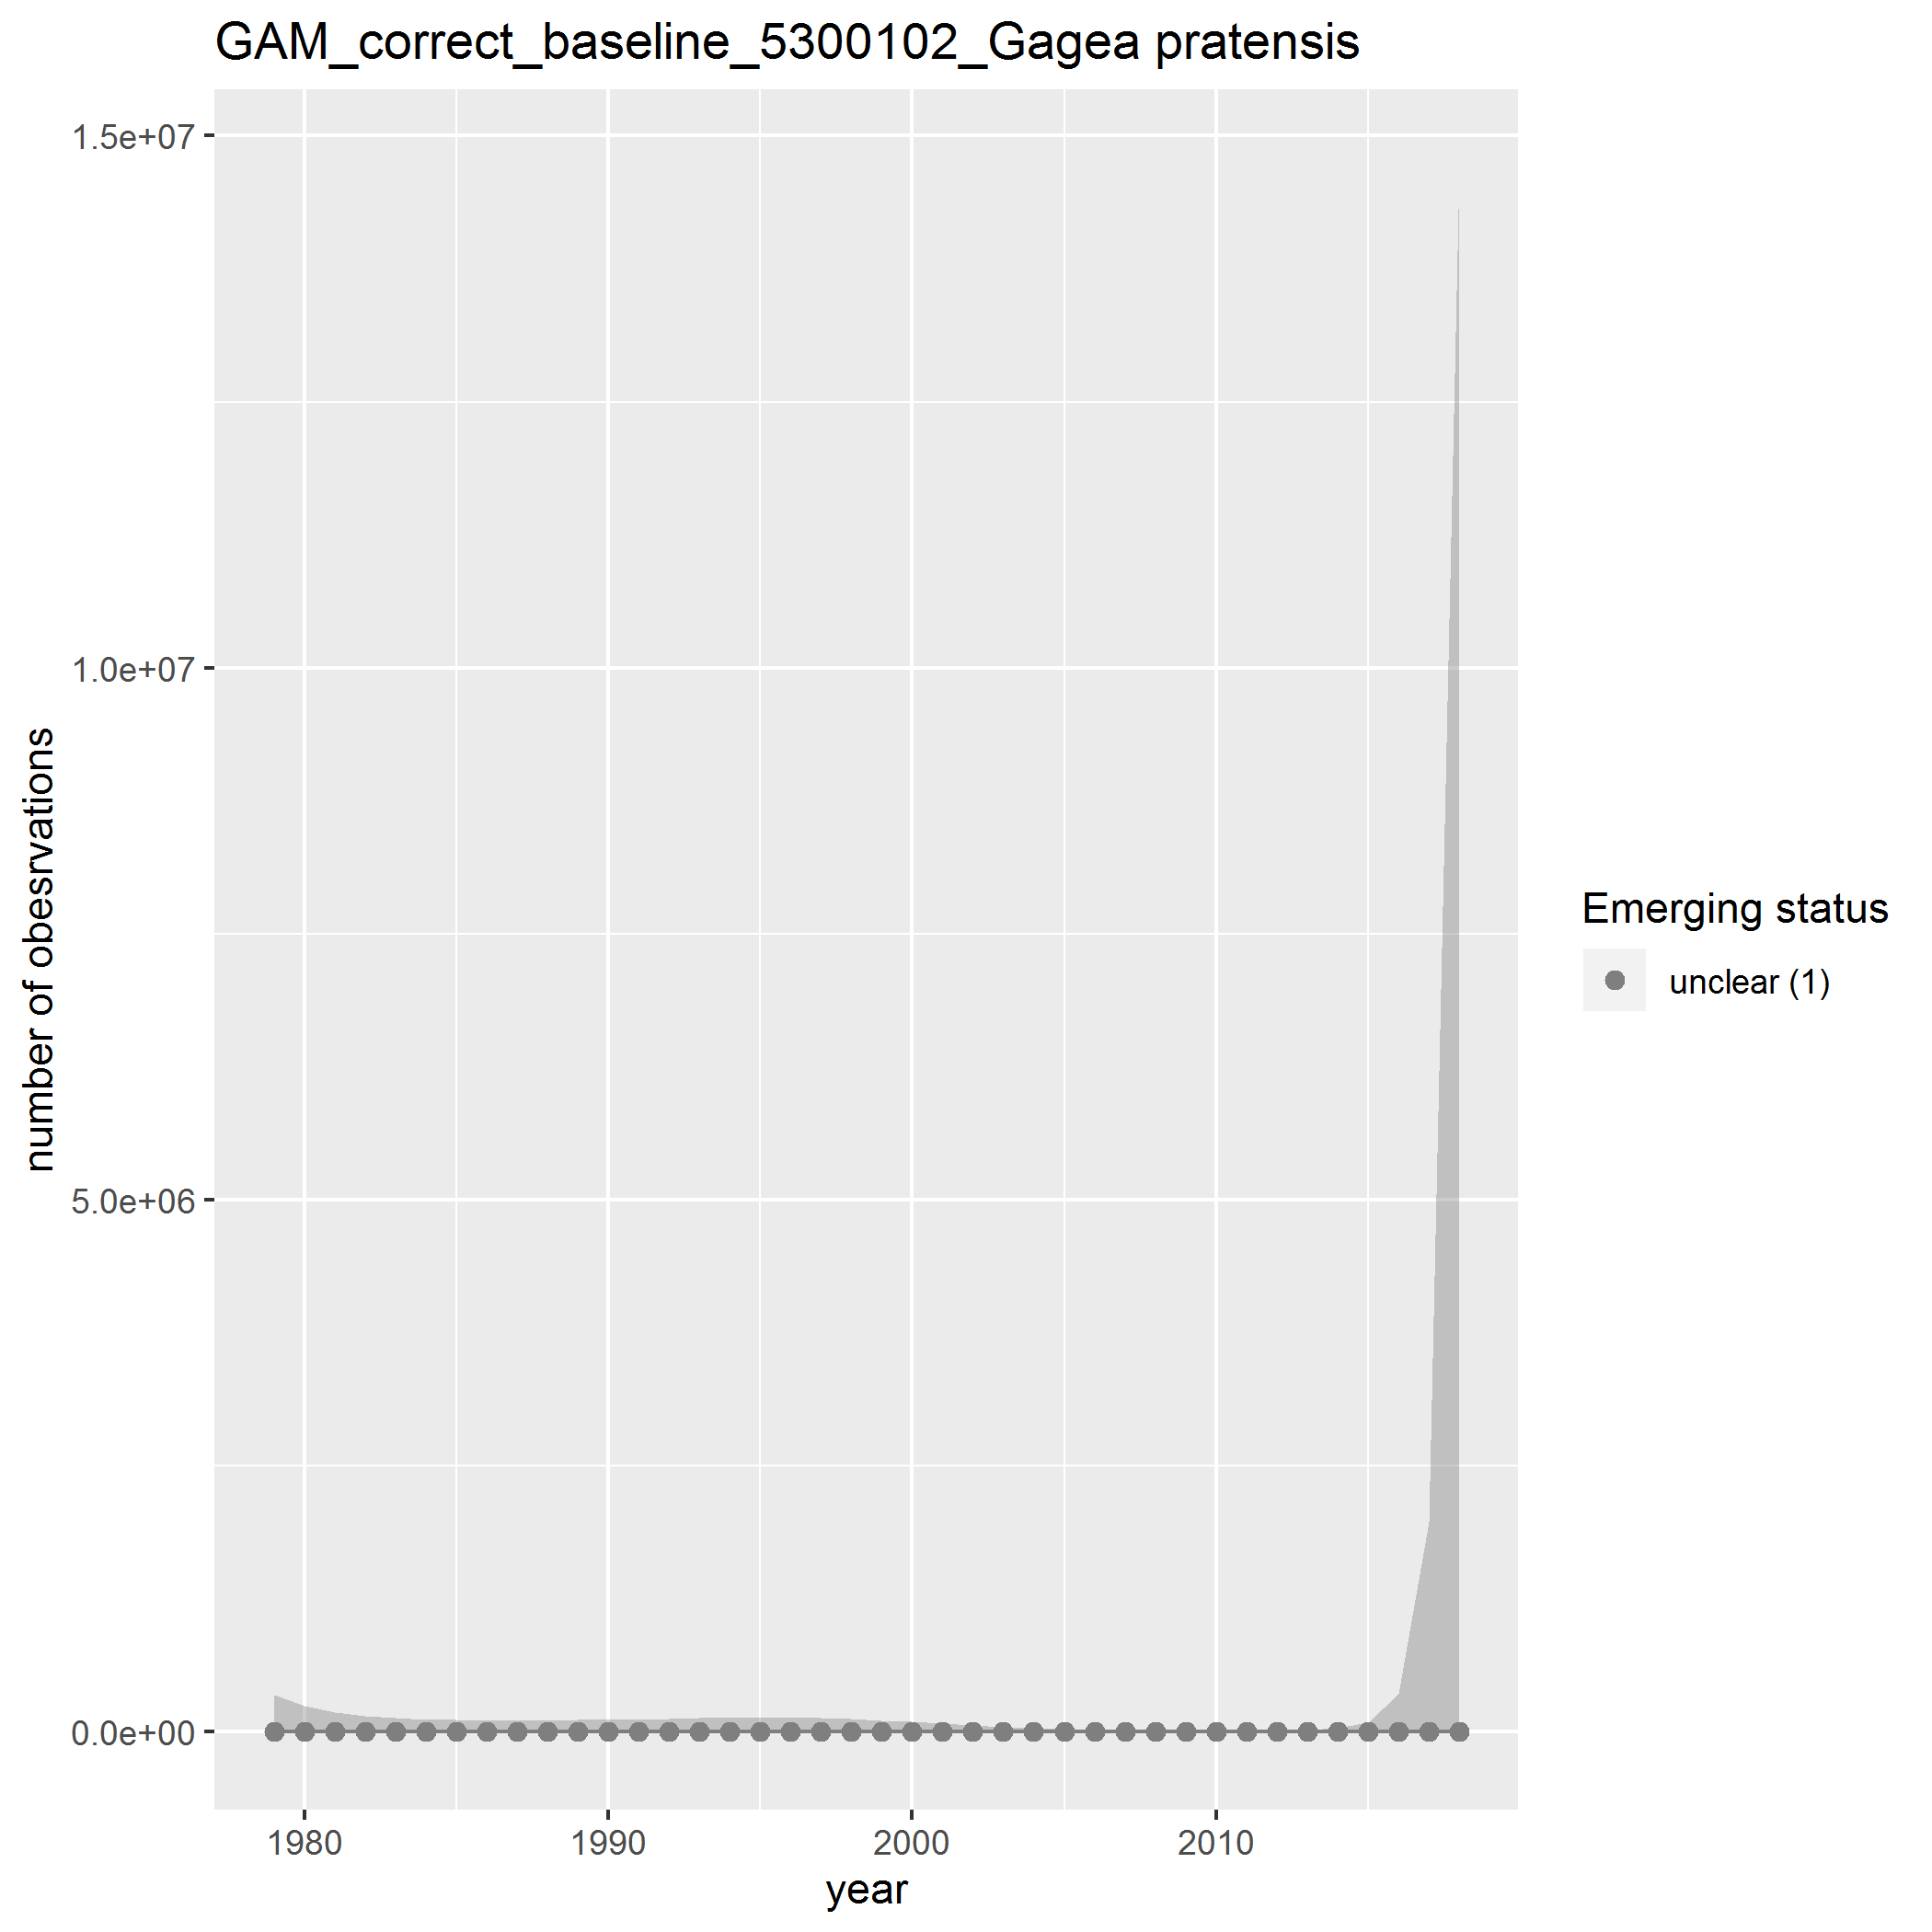 GAM_correct_baseline_5300102_Gagea pratensis
1.5e+07
1.0e+07
5.0e+06
0.0e+00
number of obesrvations
1980 1990 2000 2010
year
Emerging status
unclear (1)